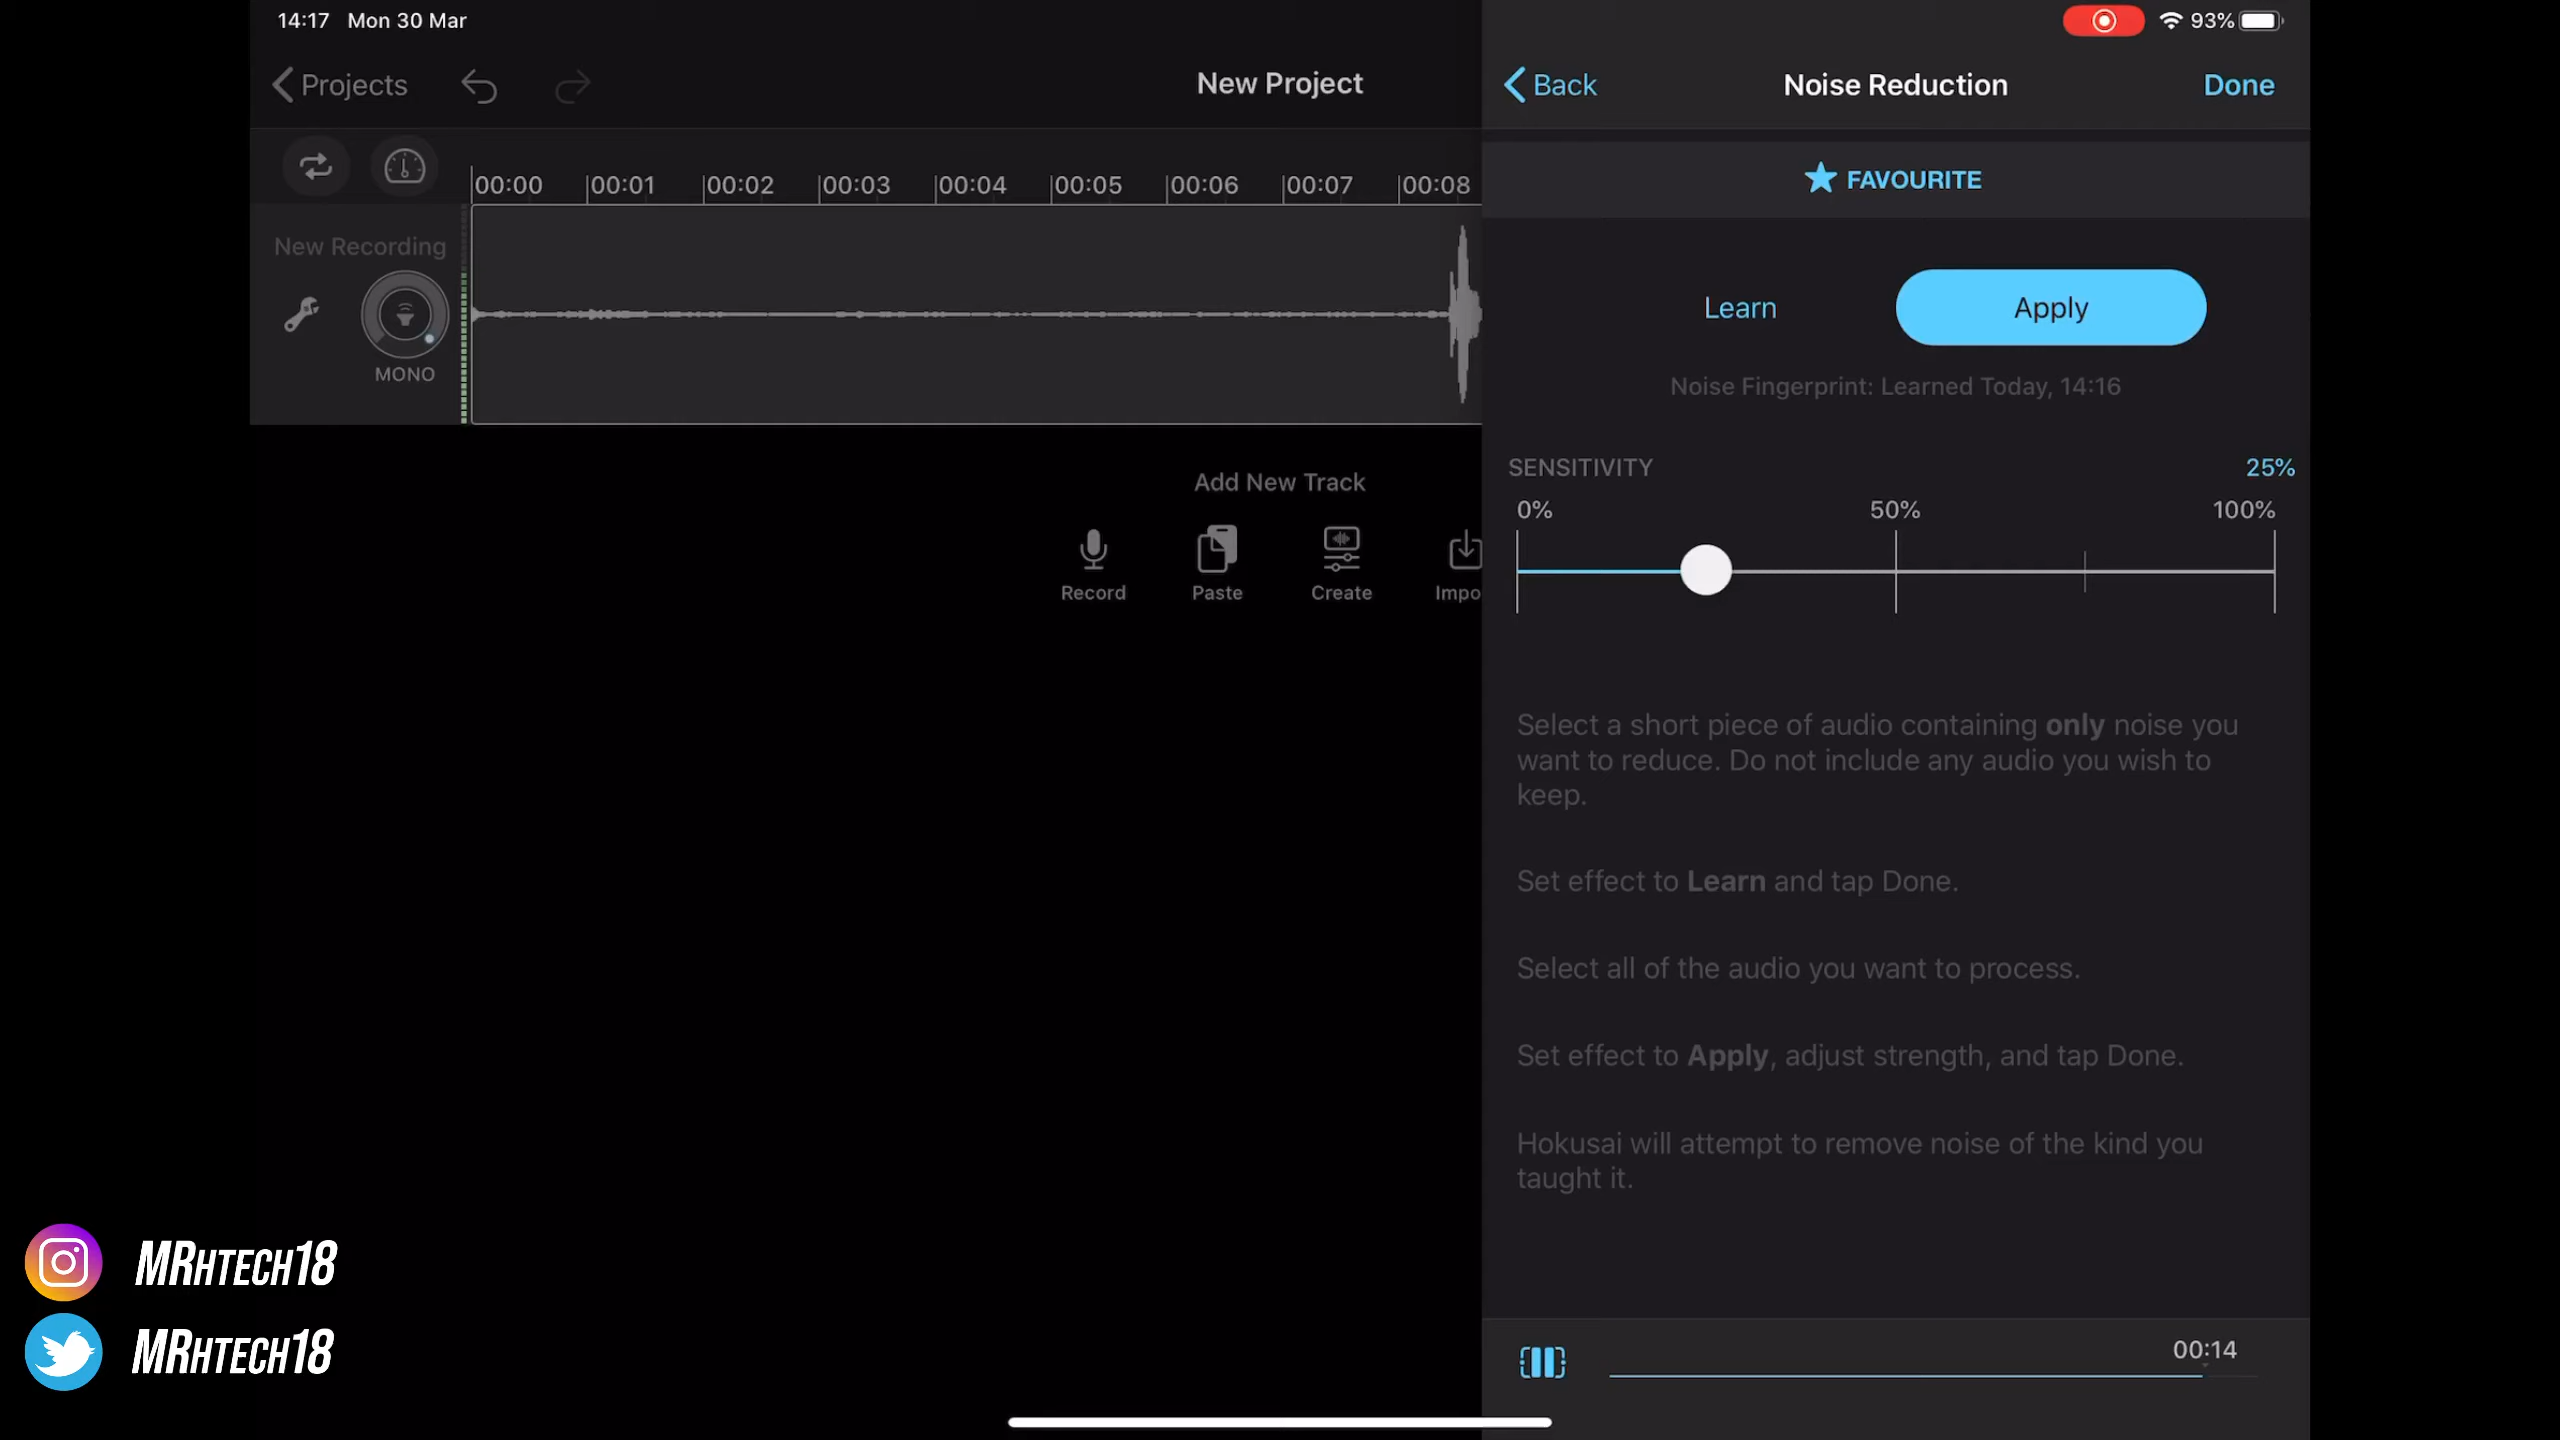 14:17 Mon 30 Mar
93%
Projects
New Project
Back
Noise Reduction
Done
00:00 00:01 00:02 00:03 00:04 00:05 00:06 00:07 00:08
FAVOURITE
New Recording
MONO
Learn
Apply
Noise Fingerprint: Learned Today, 14:16
SENSITIVITY
25%
0% 50% 100%
Add New Track
Record
Paste
Create
Impo
Select a short piece of audio containing only noise you
want to reduce. Do not include any audio you wish to
keep.
Set effect to Learn and tap Done.
Select all of the audio you want to process.
Set effect to Apply, adjust strength, and tap Done.
Hokusai will attempt to remove noise of the kind you
taught it.
00:14
MRHTECH18
MRHTECH18